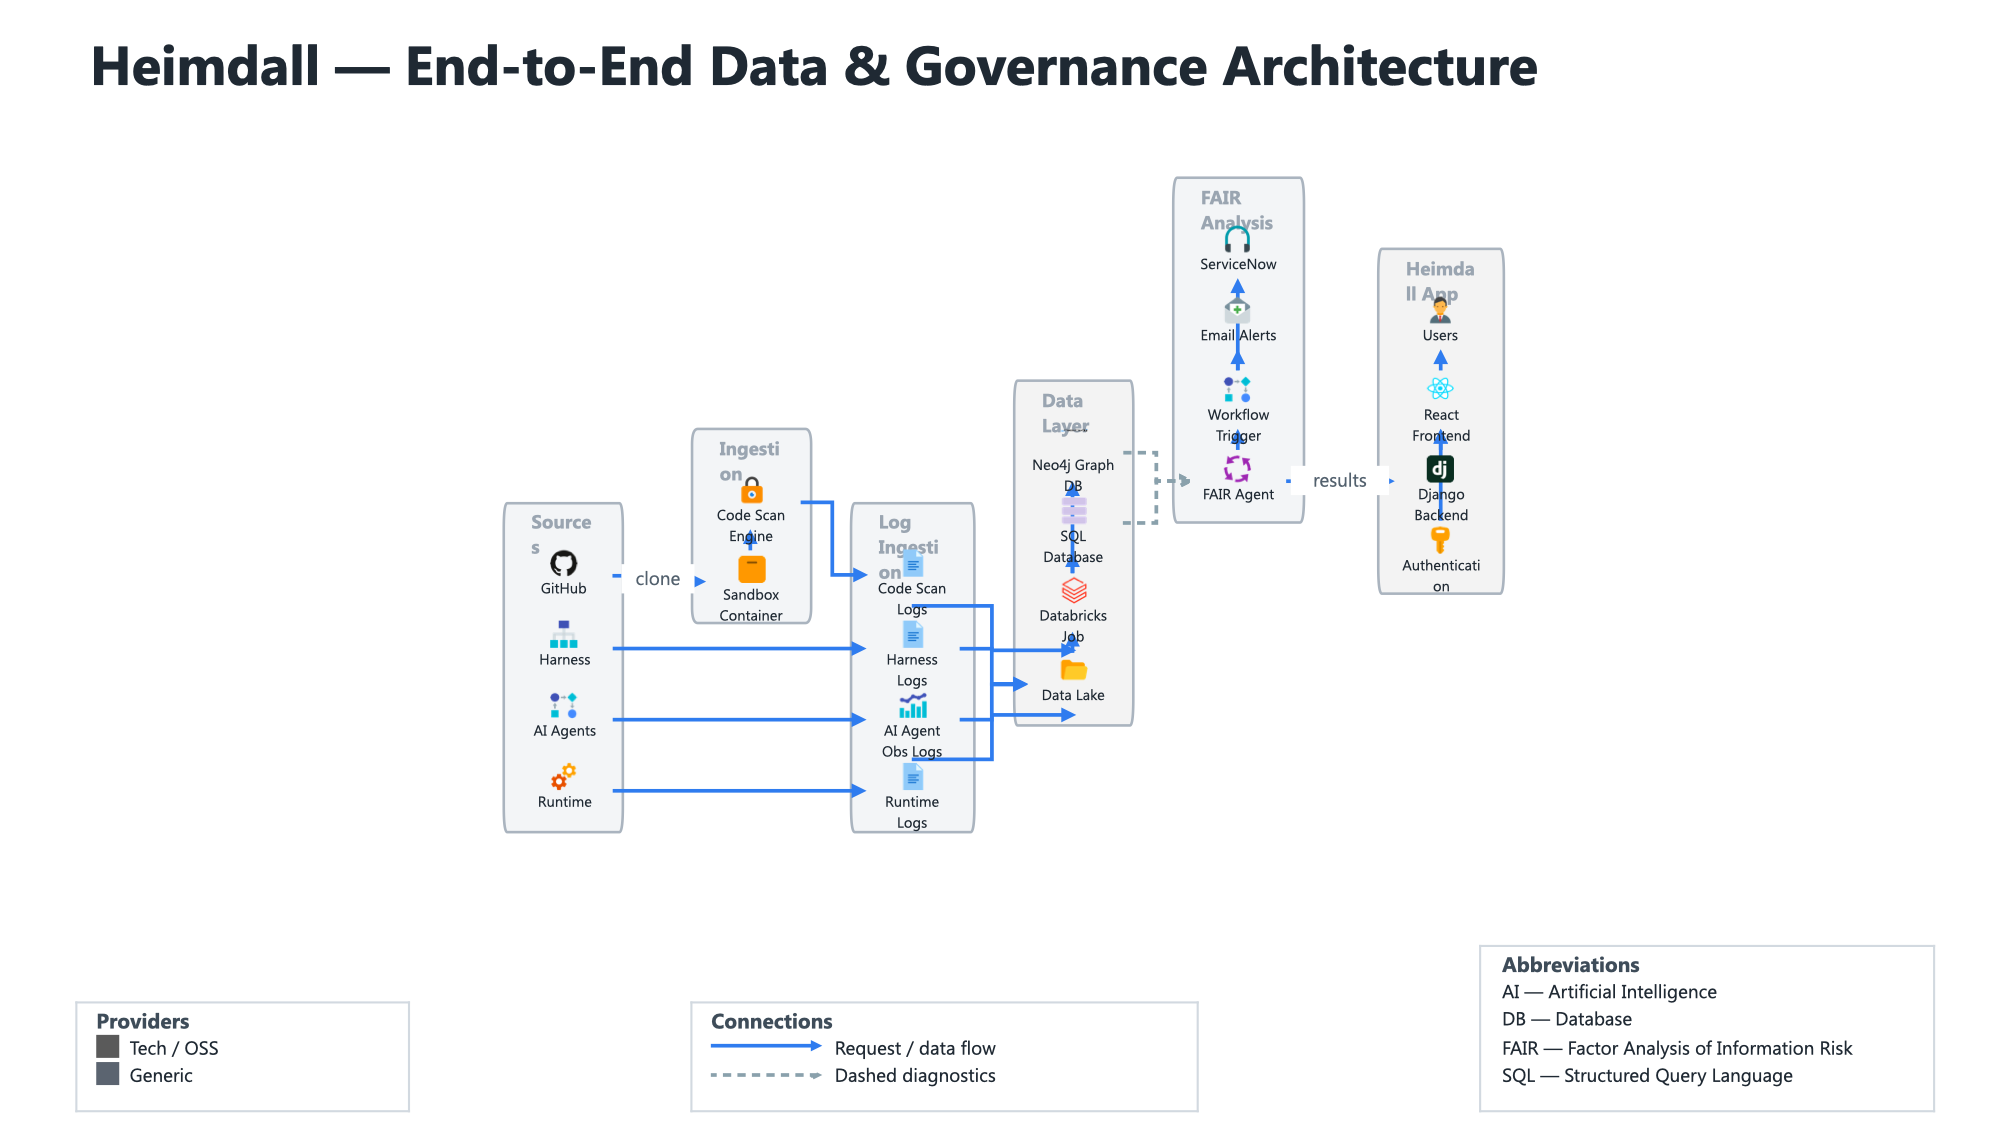 Heimdall — End-to-End Data & Governance Architecture
Source
s
GitHub
Harness
AI Agents
Runtime
clone
Ingesti
on
Code Scan
Engine
Sandbox
Container
Log
Ingesti
on
Code Scan
Logs
Harness
Logs
AI Agent
Obs Logs
Runtime
Logs
Data
Layer
Neo4j Graph
DB
SQL
Database
Databricks
Job
Data Lake
FAIR
Analysis
ServiceNow
Email Alerts
Workflow
Trigger
FAIR Agent
results
Heimda
ll App
Users
React
Frontend
dj
Django
Backend
Authenticati
on
Providers
Tech / OSS
Generic
Connections
Request / data flow
Dashed diagnostics
Abbreviations
AI — Artificial Intelligence
DB — Database
FAIR — Factor Analysis of Information Risk
SQL — Structured Query Language